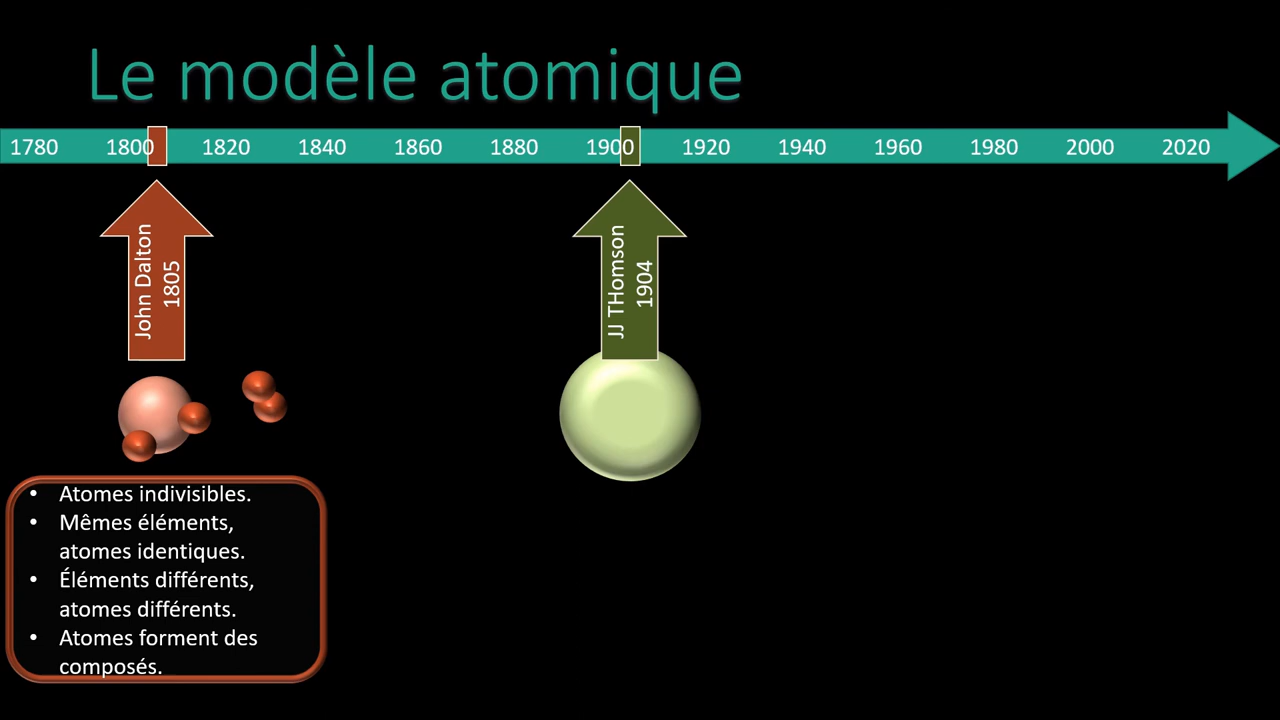 Le modèle atomique
1780 1800 1820 1840 1860 1880 1900 1920 1940 1960 1980 2000 2020
John Dalton
1805
JJ THomson
1904
• Atomes indivisibles.
• Mêmes éléments,
atomes identiques.
• Éléments différents,
atomes différents.
• Atomes forment des
composés.